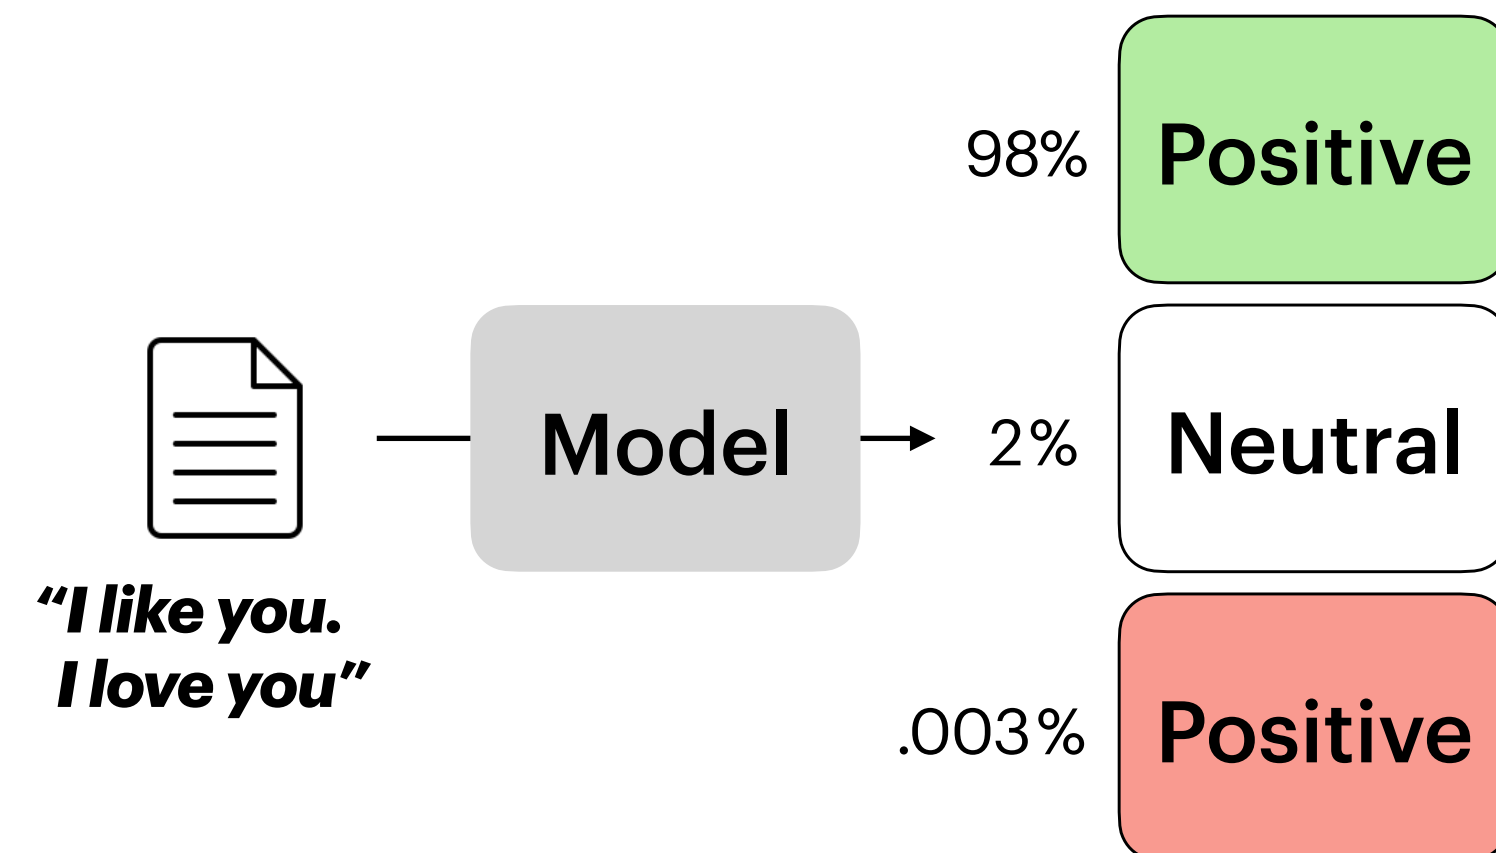 98% Positive
Model
2% Neutral
“I like you.
I love you”
.003% Positive